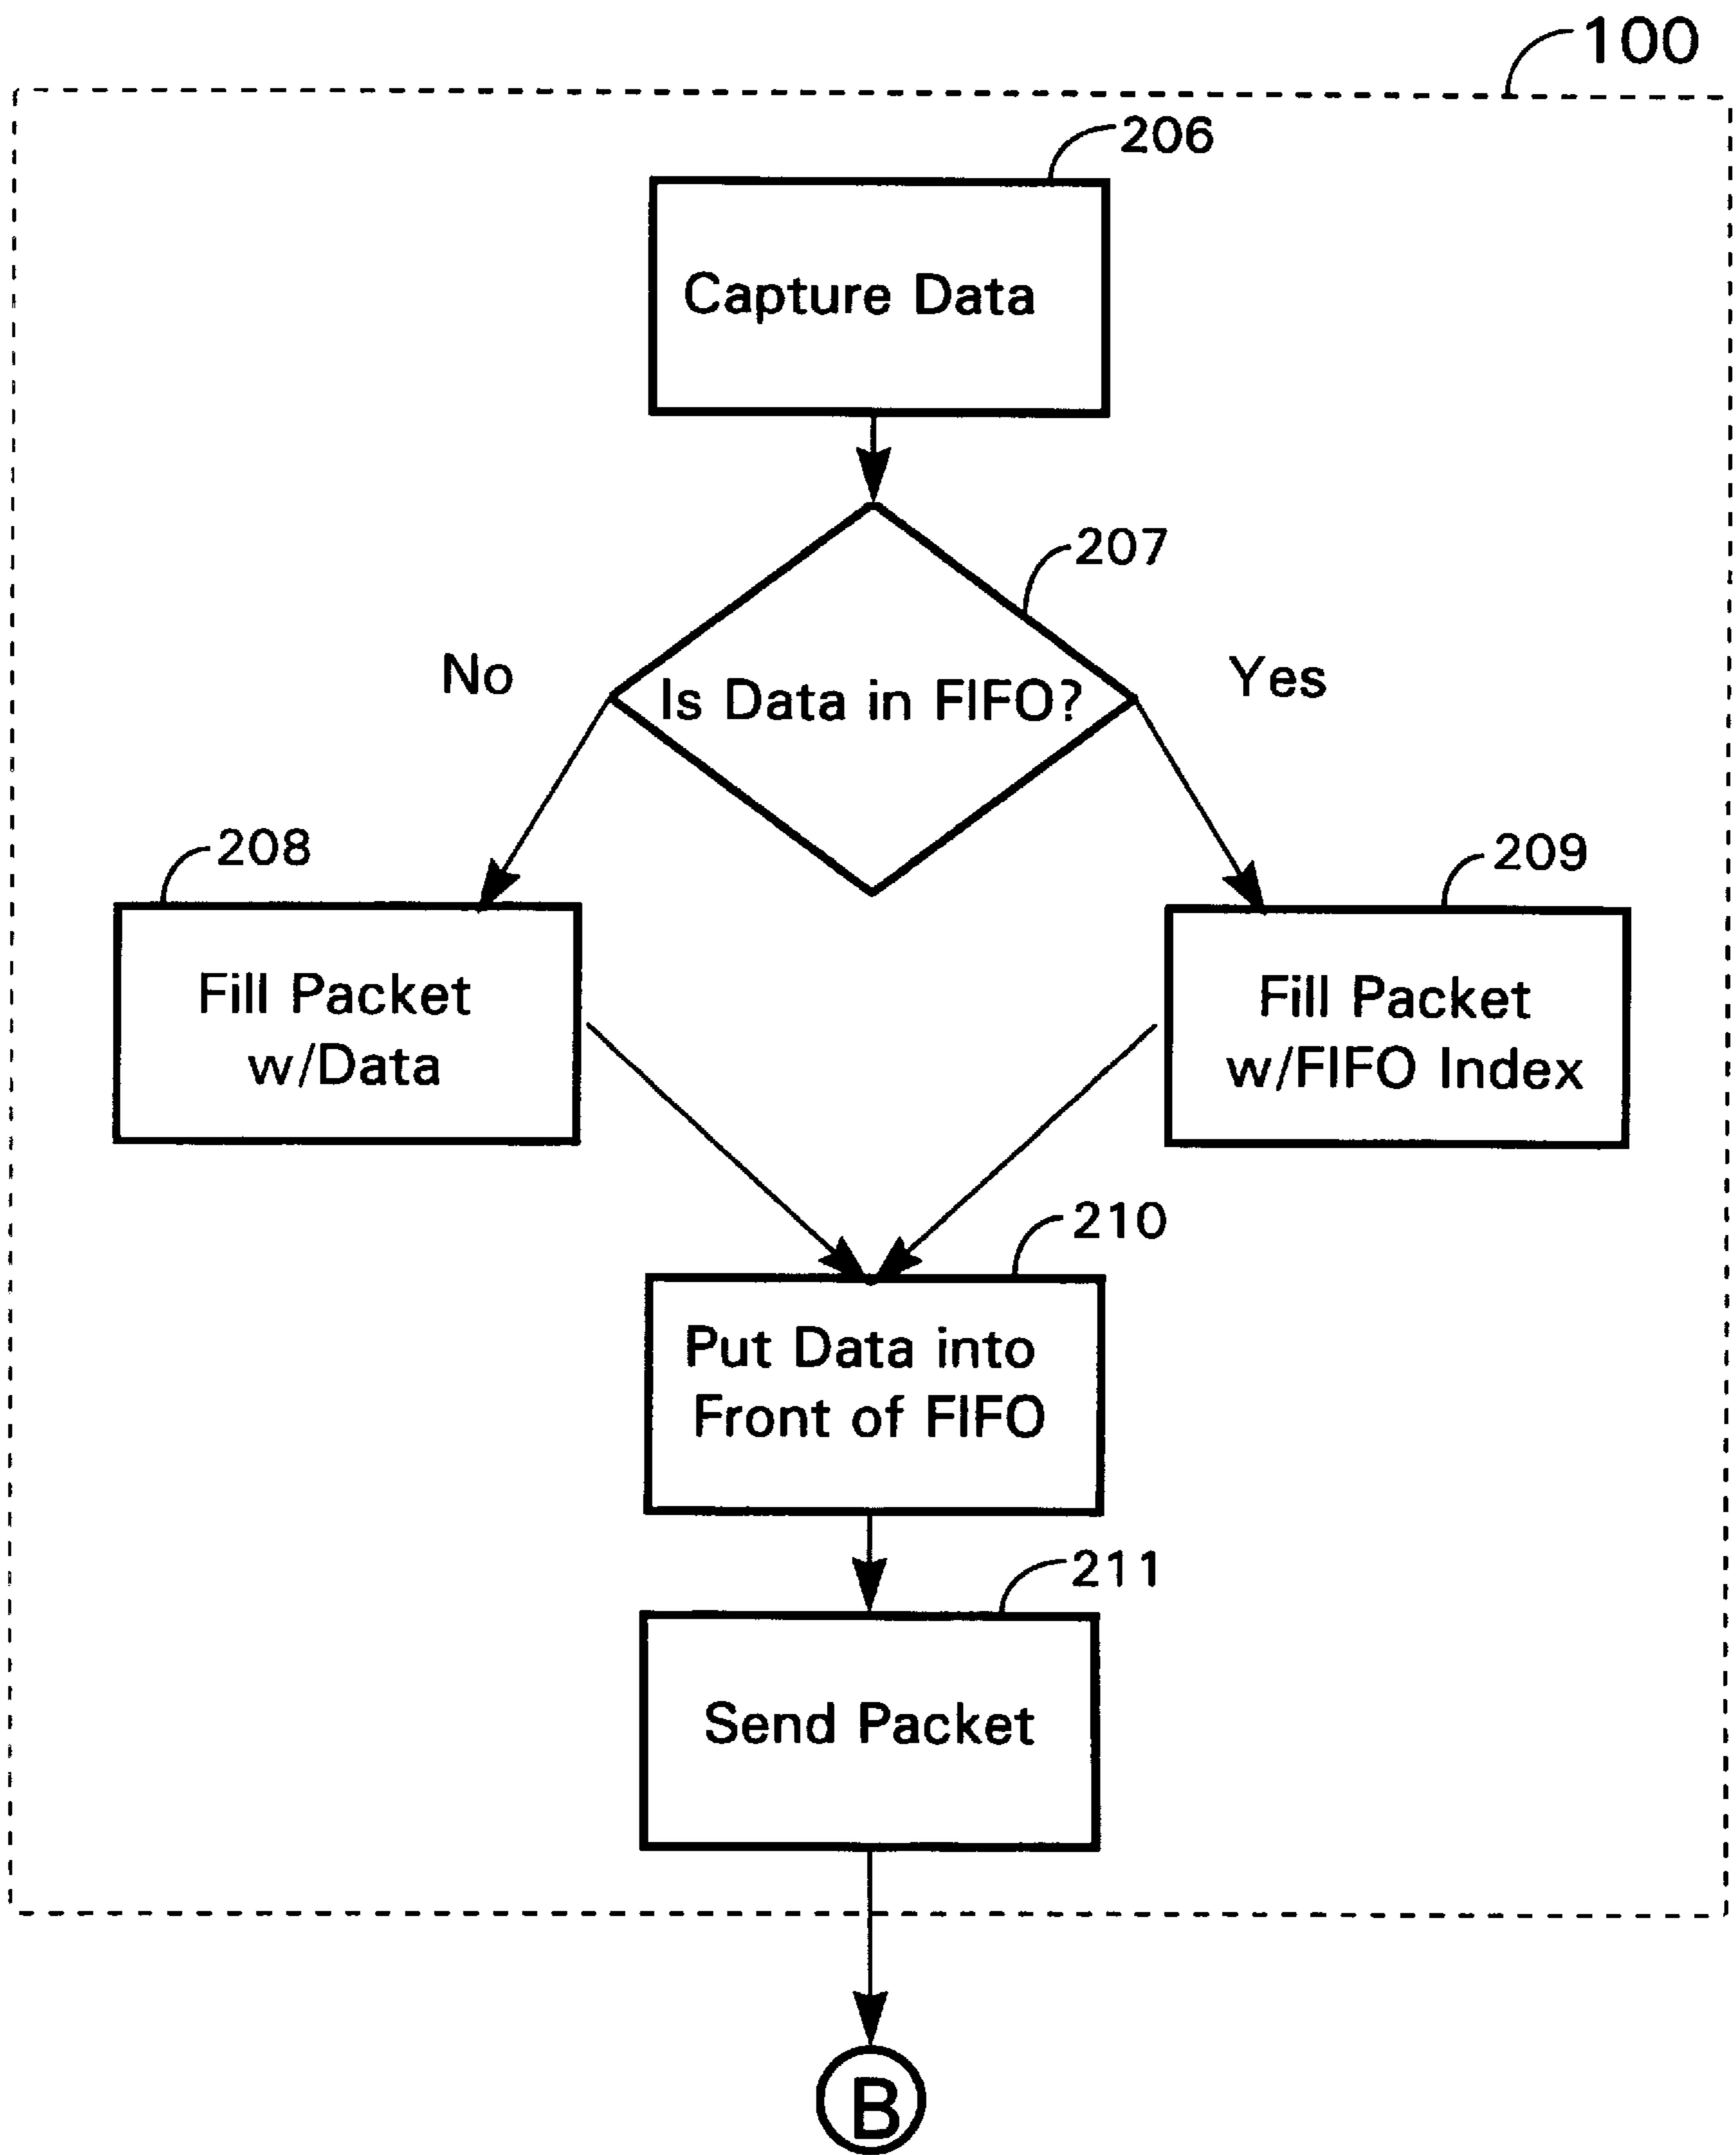 100
206
Capture Data
207
No
Is Data in FIFO?
Yes
208
209
Fill Packet
w/Data
Fill Packet
w/FIFO Index
210
Put Data into
Front of FIFO
211
Send Packet
B